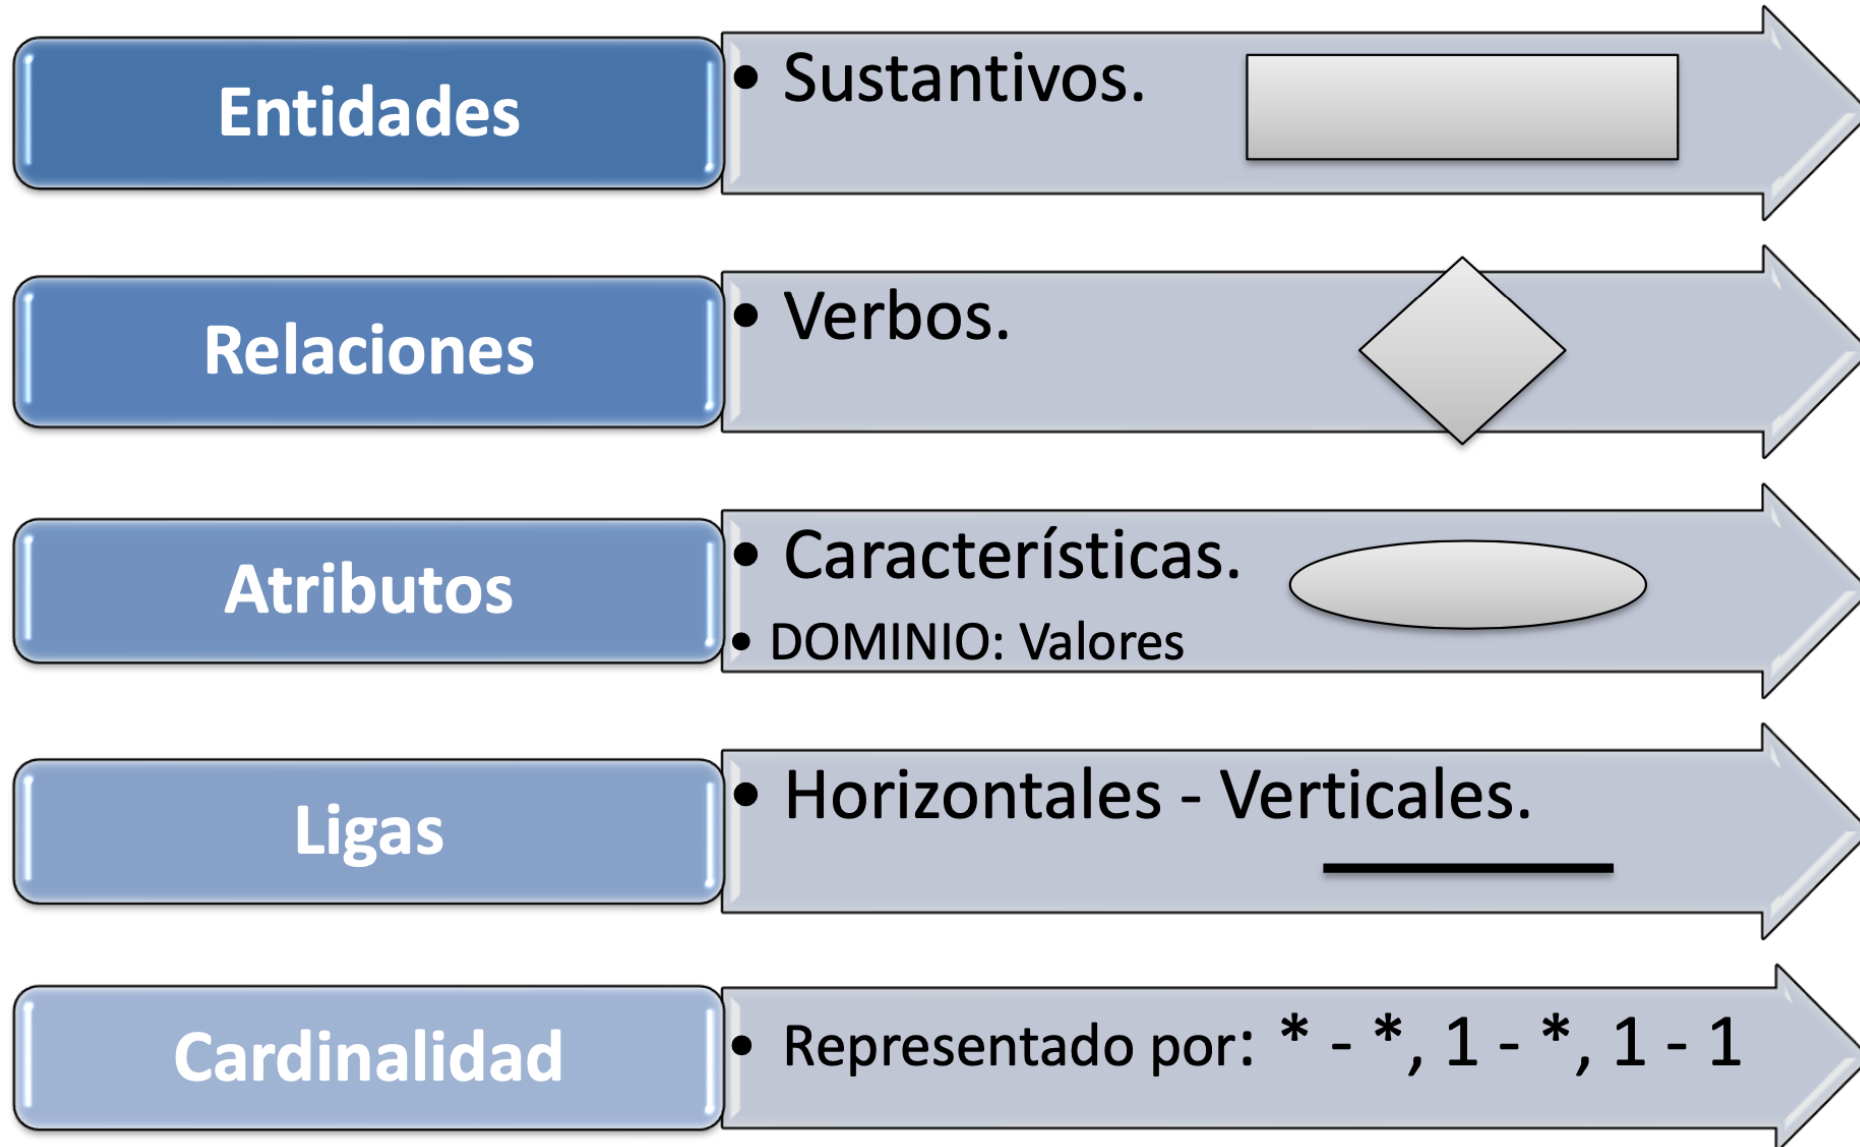 Entidades
• Sustantivos.
Relaciones
• Verbos.
Atributos
• Características.
• DOMINIO: Valores
Ligas
• Horizontales - Verticales.
Cardinalidad
• Representado por: * - *, 1 - *, 1 - 1